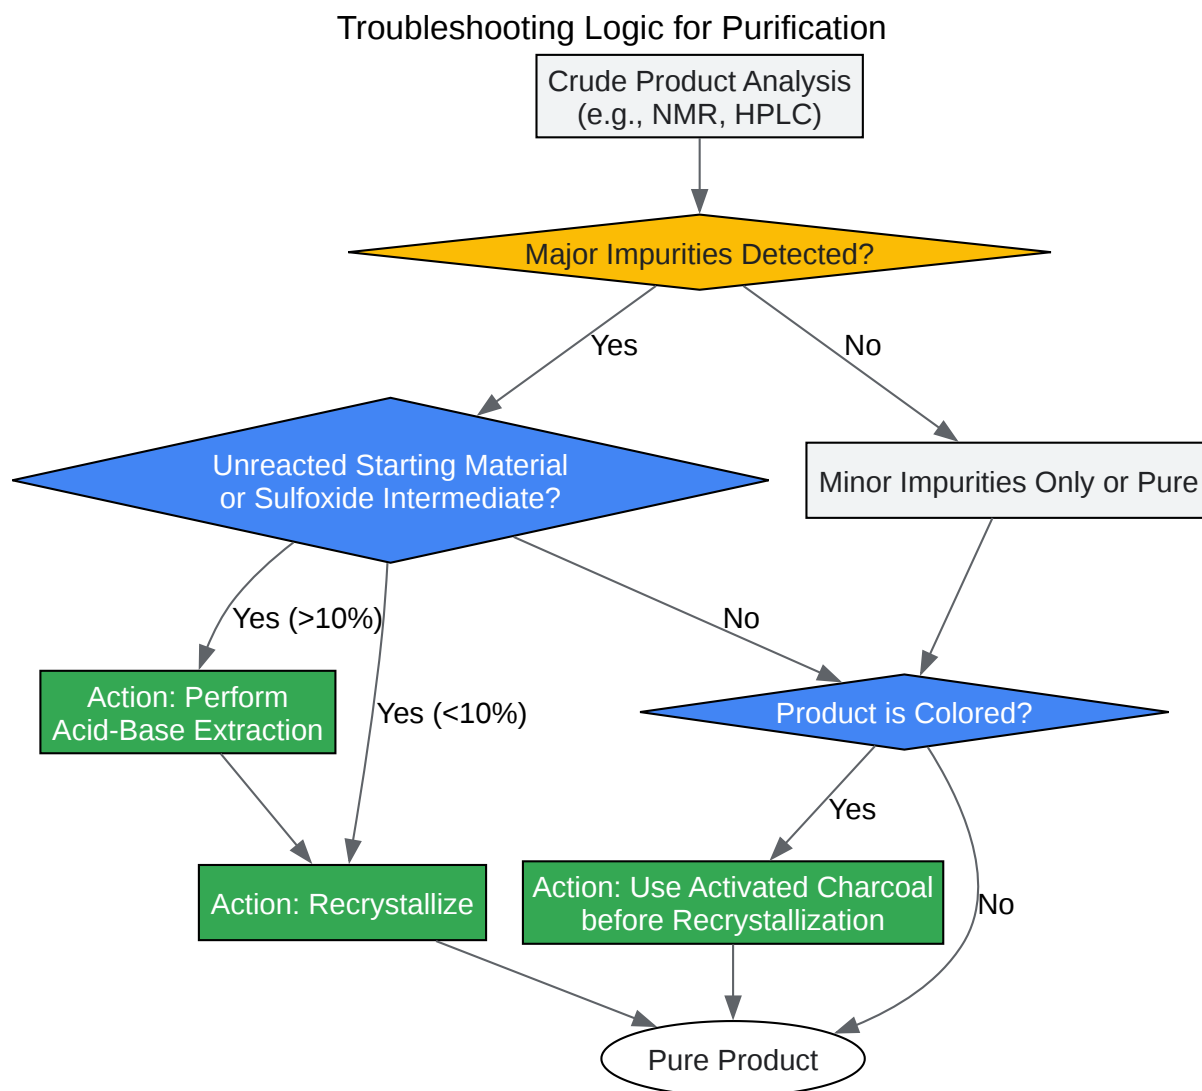 Troubleshooting Logic for Purification
Crude Product Analysis
(e.g., NMR, HPLC)
Major Impurities Detected?
Yes
No
Unreacted Starting Material
or Sulfoxide Intermediate?
Minor Impurities Only or Pure
Yes (>10%)
No
Action: Perform
Acid-Base Extraction
Yes (<10%)
Product is Colored?
Yes
Action: Recrystallize
Action: Use Activated Charcoal
before Recrystallization
No
Pure Product